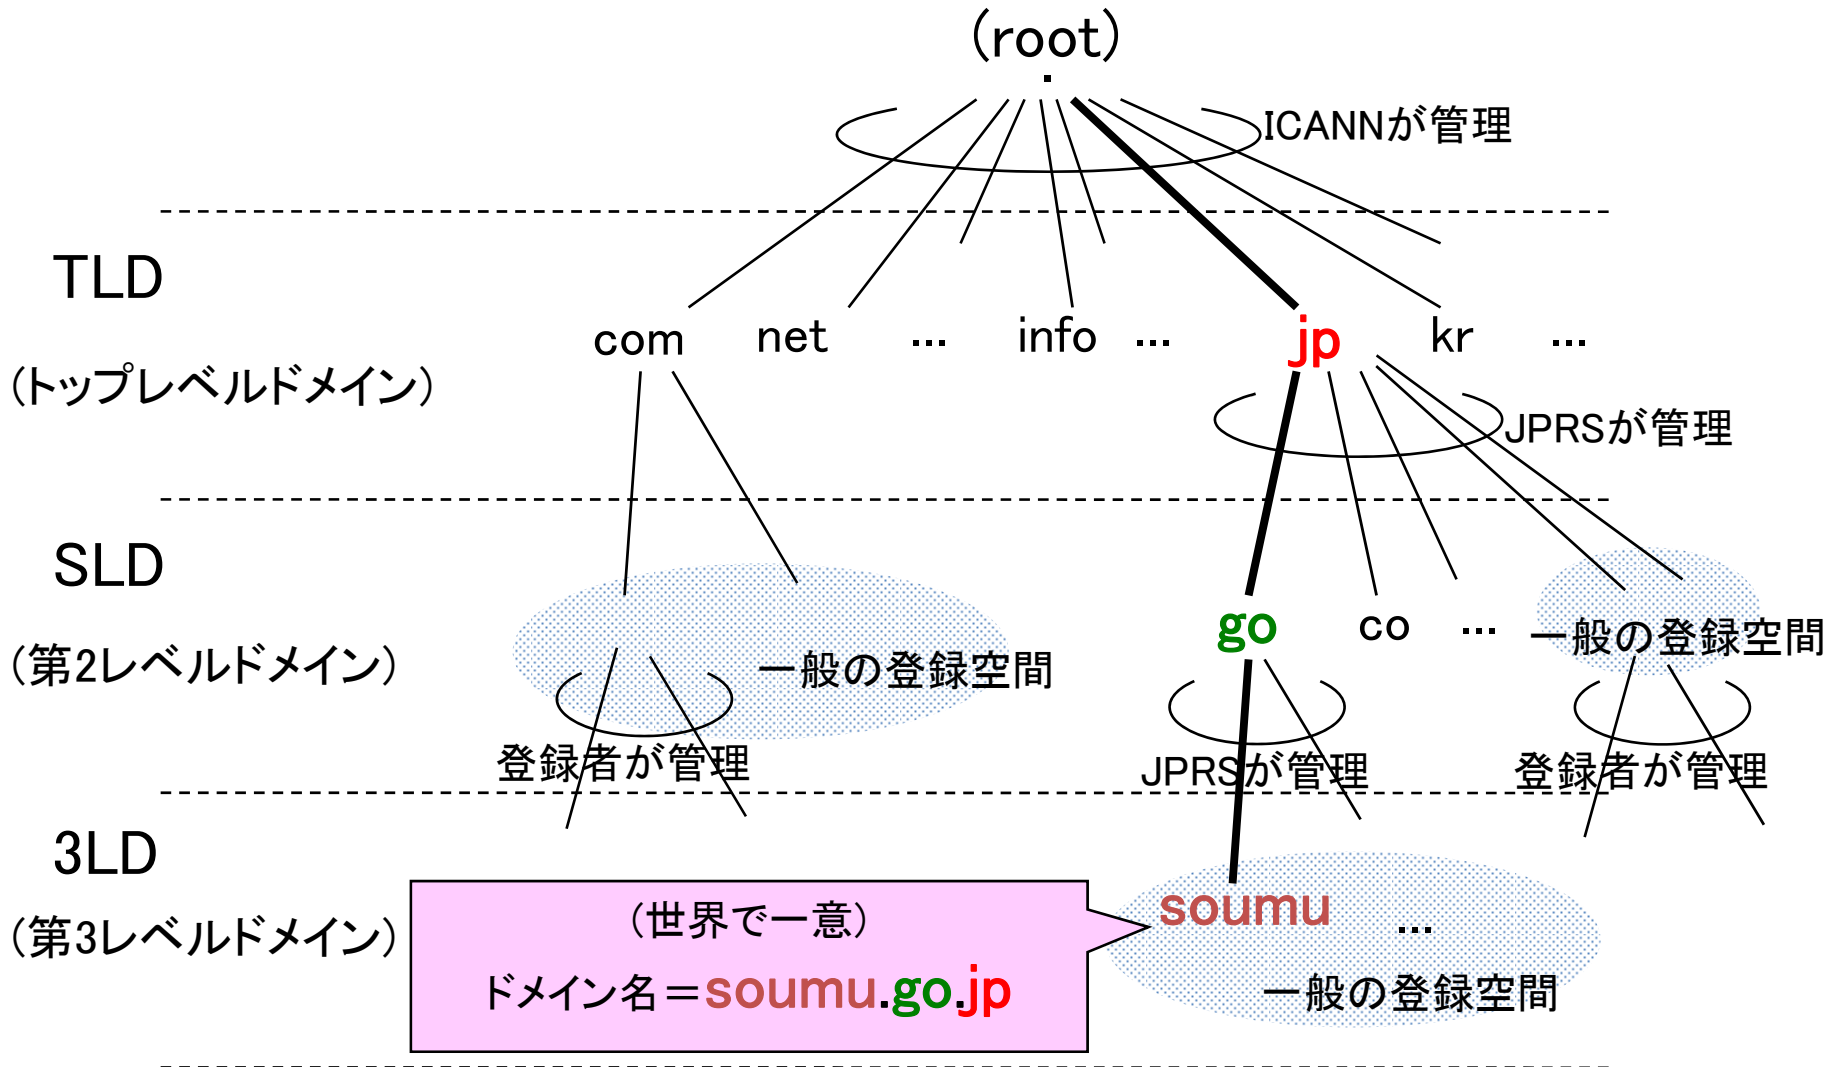 (root)
.
ICANNが管理
TLD
(トップレベルドメイン)
com
net
…
info
…
jp
kr
…
JPRSが管理
SLD
(第2レベルドメイン)
一般の登録空間
go
co
…
一般の登録空間
登録者が管理
JPRSが管理
登録者が管理
3LD
(第3レベルドメイン)
(世界で一意)
ドメイン名=soumu.go.jp
soumu
…
一般の登録空間